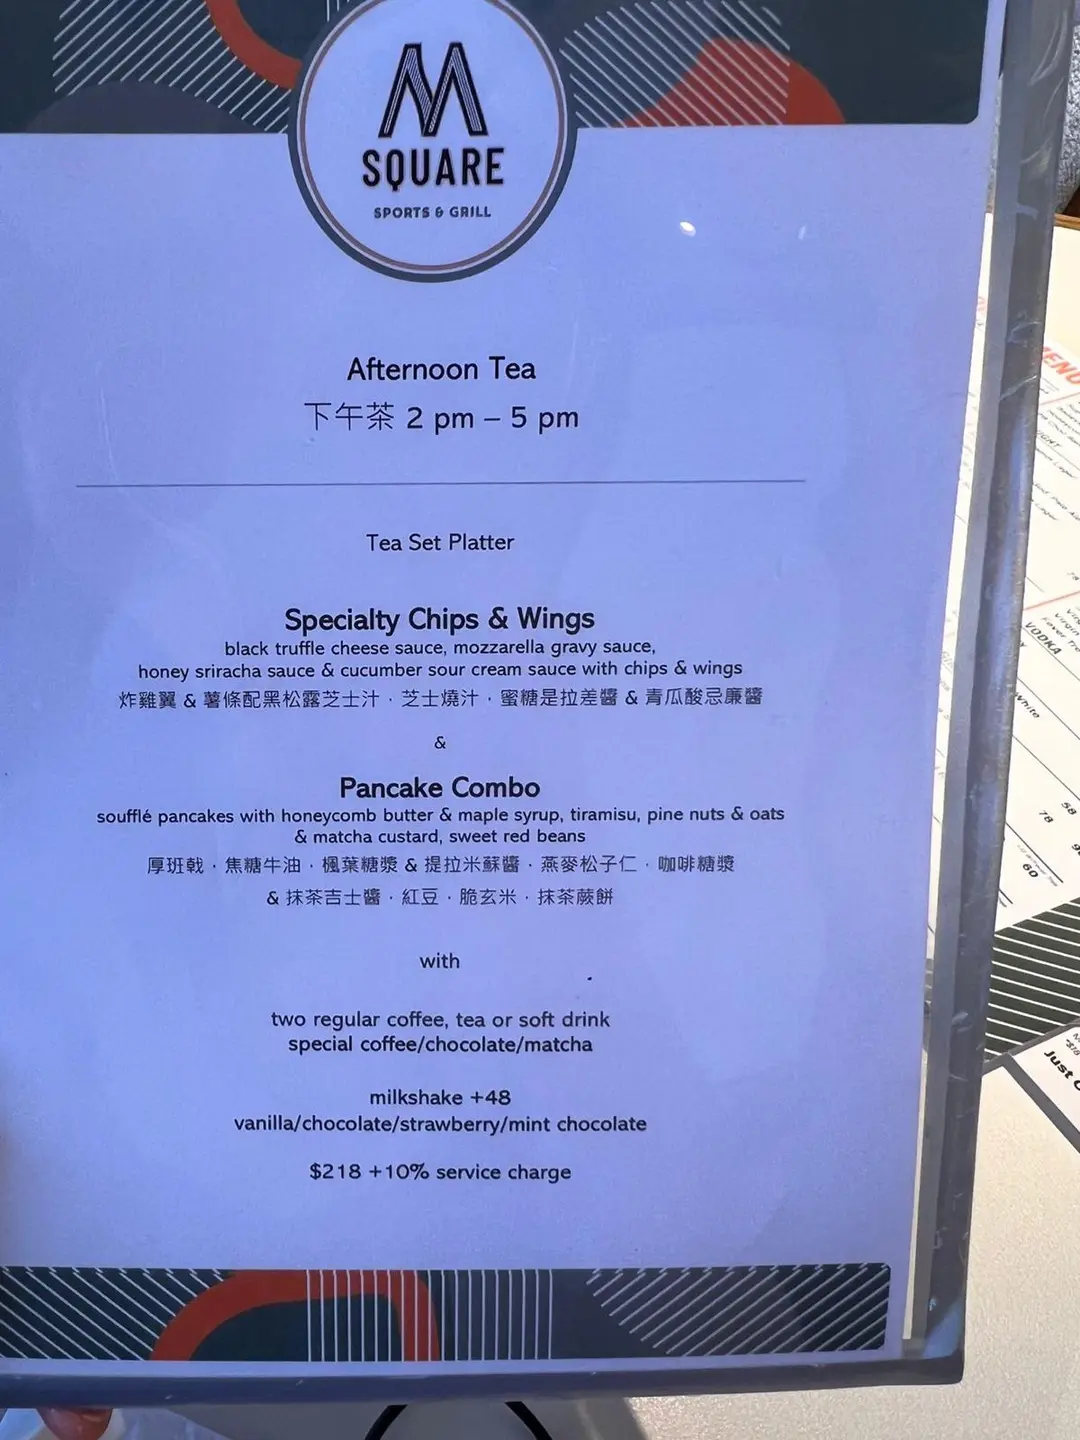 M
SQUARE
SPORTS & GRILL
Afternoon Tea
下午茶 2 pm – 5 pm
Tea Set Platter
Specialty Chips & Wings
black truffle cheese sauce, mozzarella gravy sauce,
honey sriracha sauce & cucumber sour cream sauce with chips & wings
炸雞翼 & 薯條配黑松露芝士汁 · 芝士燒汁 · 蜜糖是拉差醬 & 青瓜酸忌廉醬
&
Pancake Combo
soufflé pancakes with honeycomb butter & maple syrup, tiramisu, pine nuts & oats
& matcha custard, sweet red beans
厚班戟 · 焦糖牛油 · 楓葉糖漿 & 提拉米蘇醬 · 燕麥松子仁 · 咖啡糖漿
& 抹茶吉士醬 · 紅豆 · 脆玄米 · 抹茶蕨餅
with
two regular coffee, tea or soft drink
special coffee/chocolate/matcha
milkshake +48
vanilla/chocolate/strawberry/mint chocolate
$218 +10% service charge
VODKA
White
58
78
60
Just